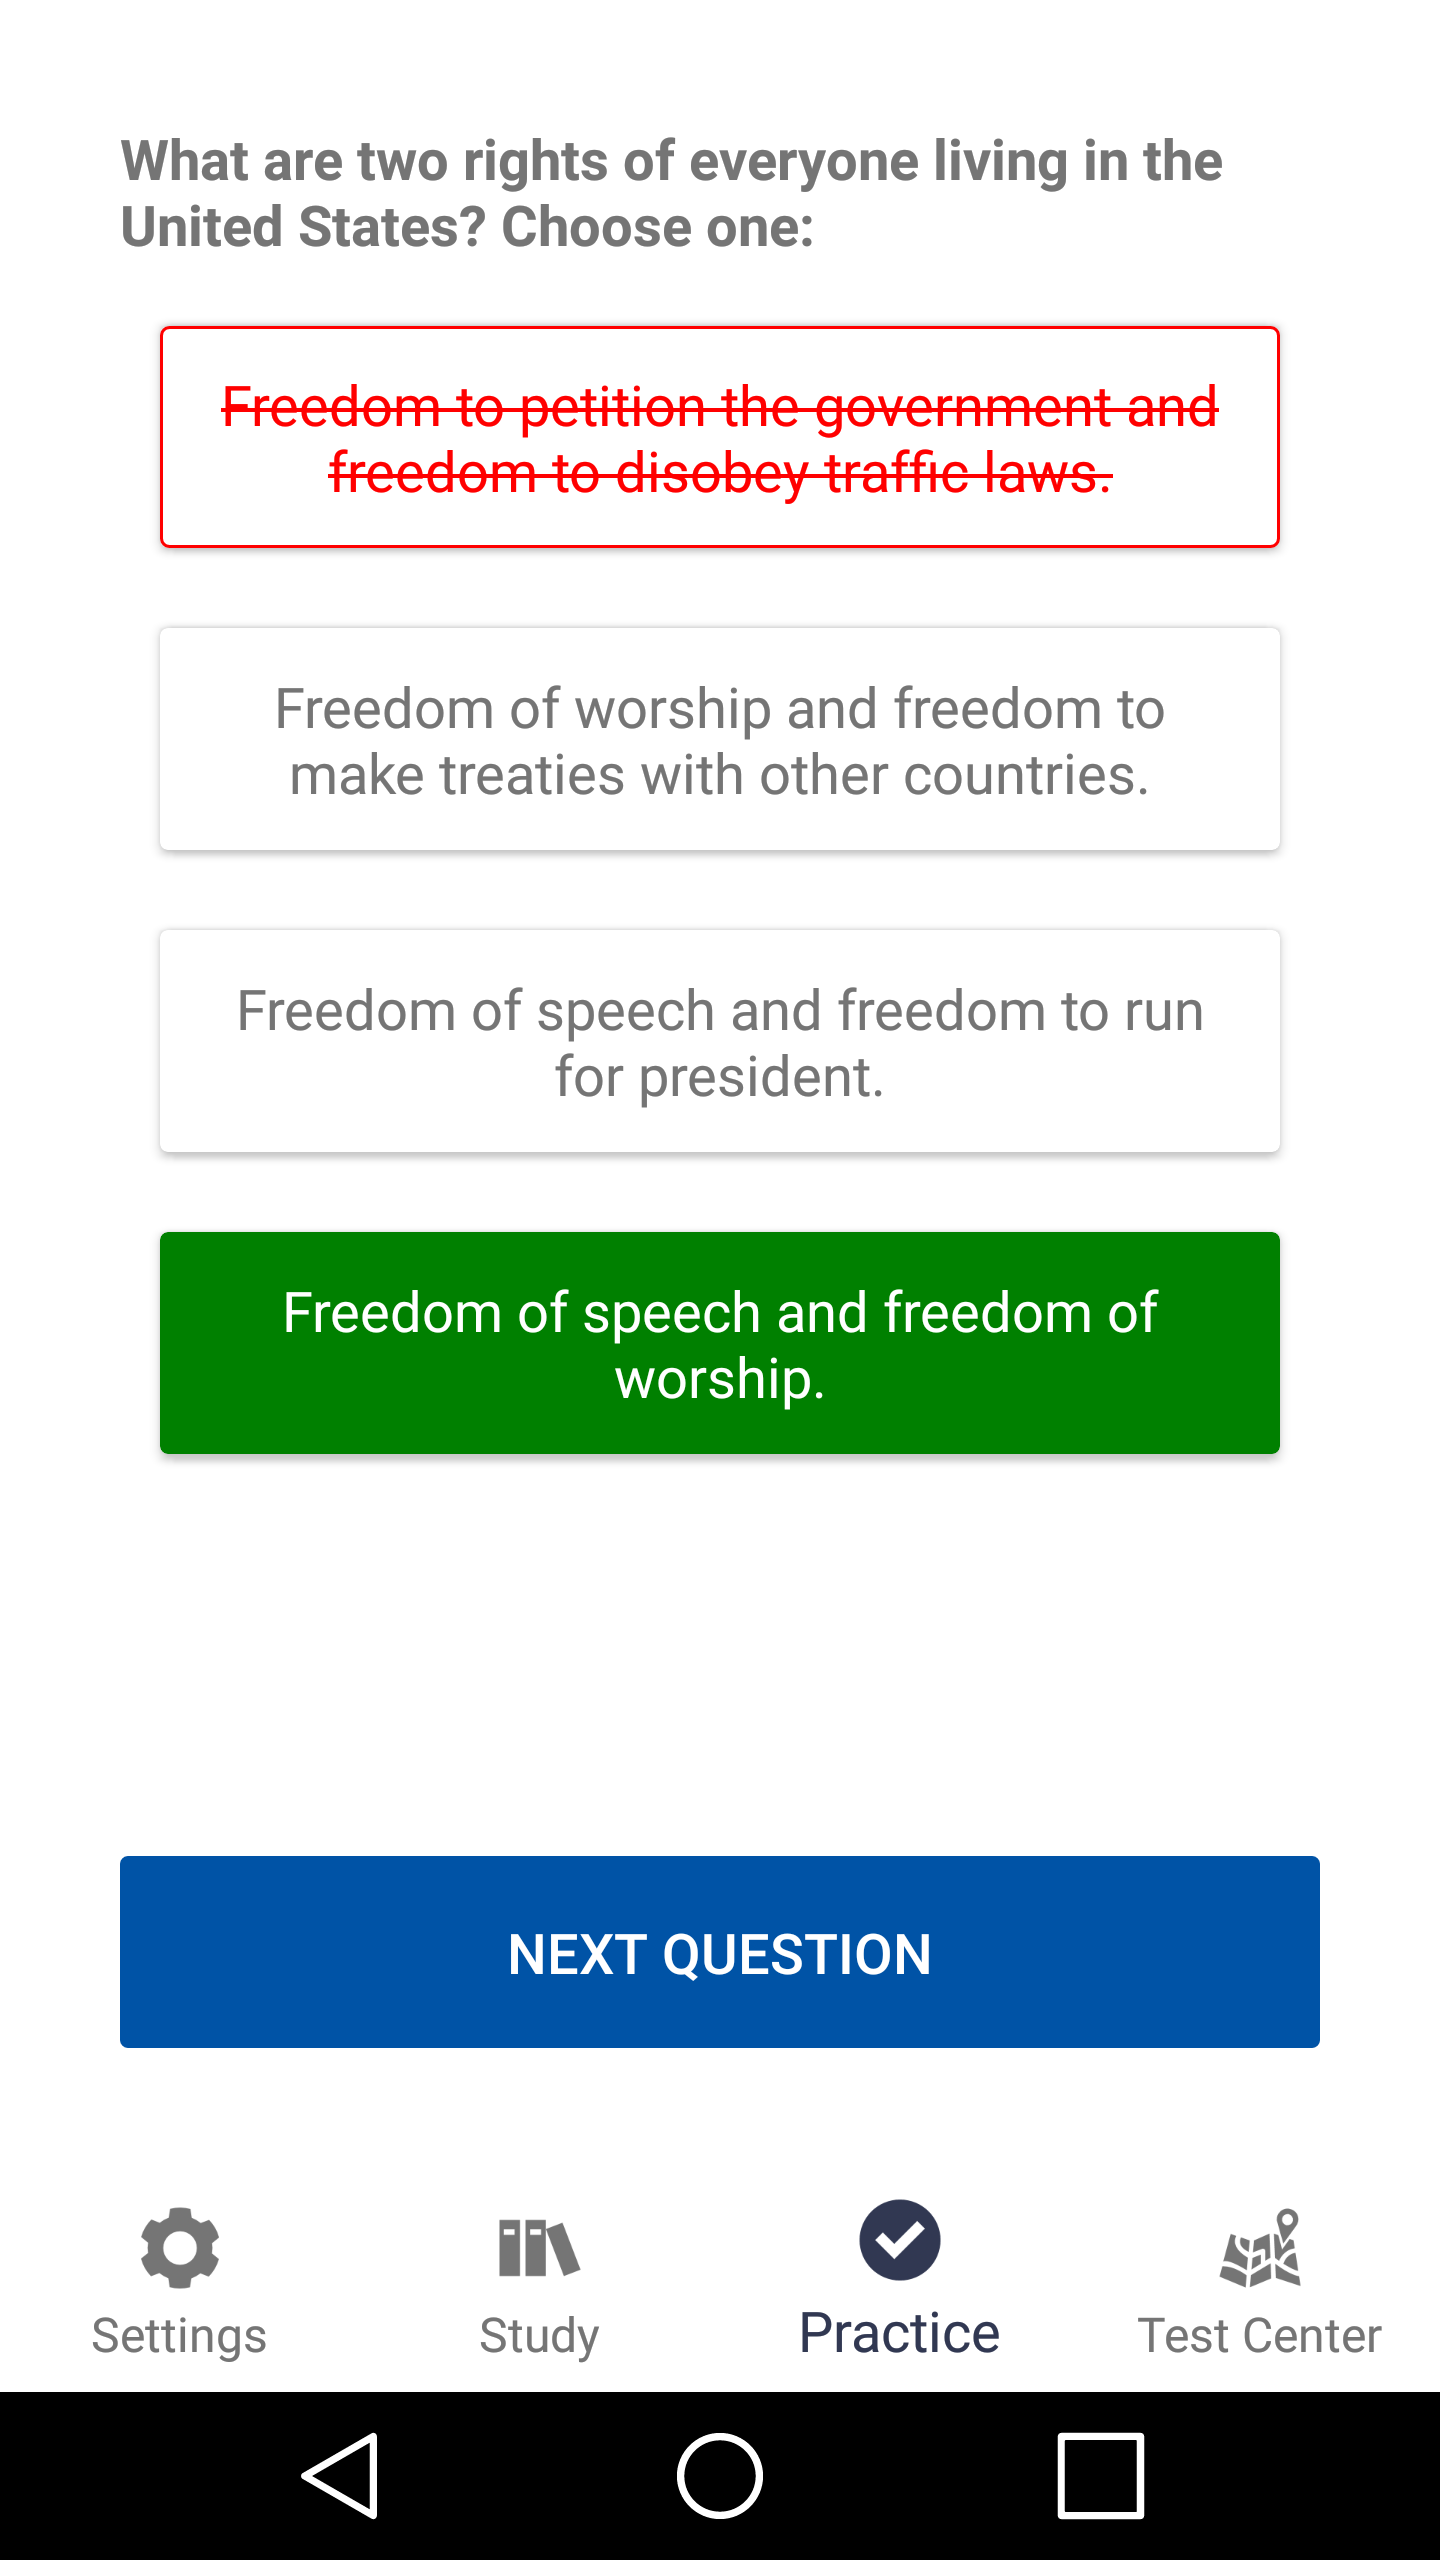 What are two rights of everyone living in the
United States? Choose one:
Freedom to petition the government and
freedom to disobey traffic laws.
Freedom of worship and freedom to
make treaties with other countries.
Freedom of speech and freedom to run
for president.
Freedom of speech and freedom of
worship.
NEXT QUESTION
Settings
Study
Practice
Test Center